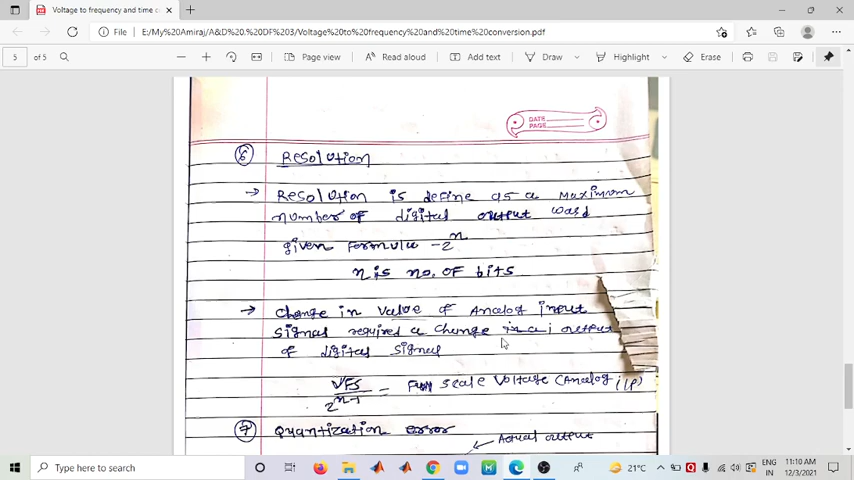 Voltage to frequency and time c
File
E:/My%20Amiraj/A&D%20.%20DF%203/Voltage%20to%20frequency%20and%20time%20conversion.pdf
5 of 5
Page view
Read aloud
Add text
Draw
Highlight
Erase
DATE
PAGE
6 Resolution
→ Resolution is define as a maximum
number of digital output word
given formula - 2^n
n is no. of bits
→ Change in value of Analog input
signal required a change in a 1 output
of digital signal
VFS / 2^n-1 = Full scale voltage (Analog i/p)
7 Quantization error
Actual output
Type here to search
21°C
ENG
IN
11:10 AM
12/3/2021